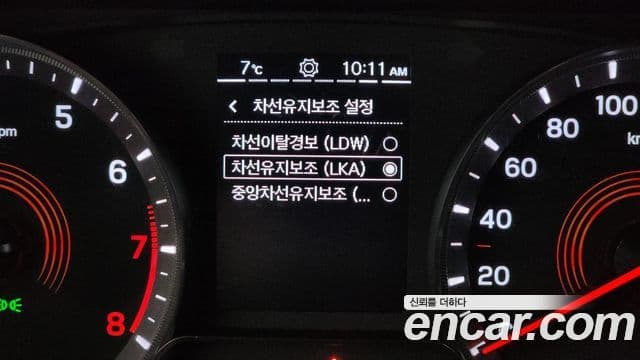 7°C 10:11 AM
< 차선유지보조 설정
차선이탈경보 (LDW)
차선유지보조 (LKA)
중앙차선유지보조 (...
5
6
7
8
pm
100
km
80
60
40
20
신뢰를 더하다
encar.com